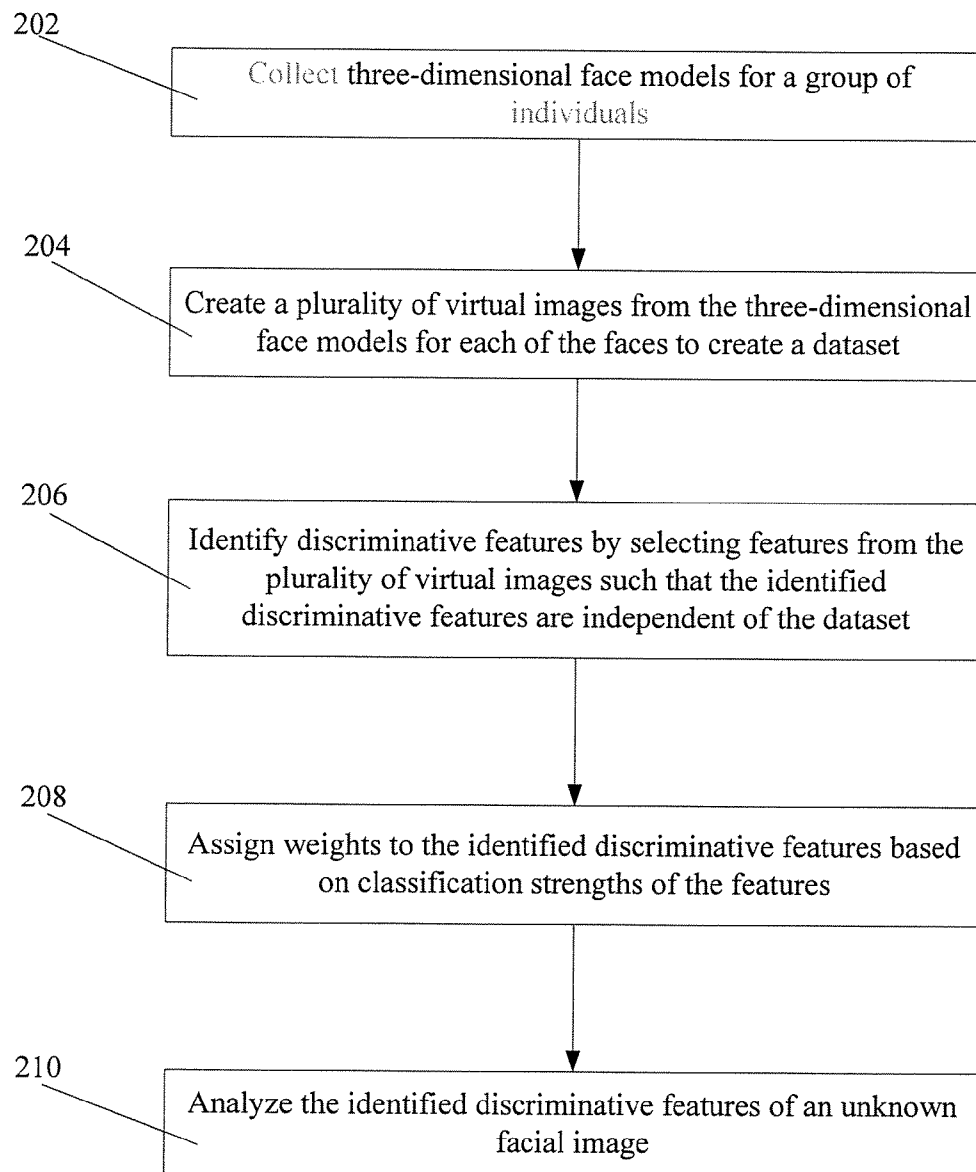 202
Collect three-dimensional face models for a group of
individuals
204
Create a plurality of virtual images from the three-dimensional
face models for each of the faces to create a dataset
206
Identify discriminative features by selecting features from the
plurality of virtual images such that the identified
discriminative features are independent of the dataset
208
Assign weights to the identified discriminative features based
on classification strengths of the features
210
Analyze the identified discriminative features of an unknown
facial image